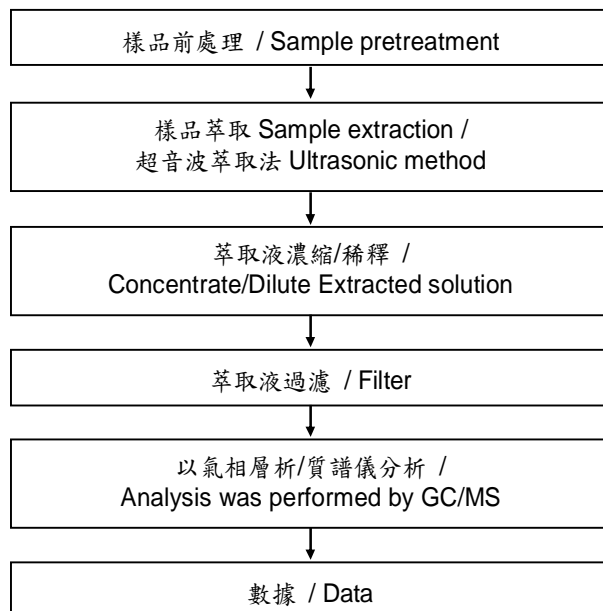 樣品前處理 / Sample pretreatment
樣品萃取 Sample extraction /
超音波萃取法 Ultrasonic method
萃取液濃縮/稀釋 /
Concentrate/Dilute Extracted solution
萃取液過濾 / Filter
以氣相層析/質譜儀分析 /
Analysis was performed by GC/MS
數據 / Data